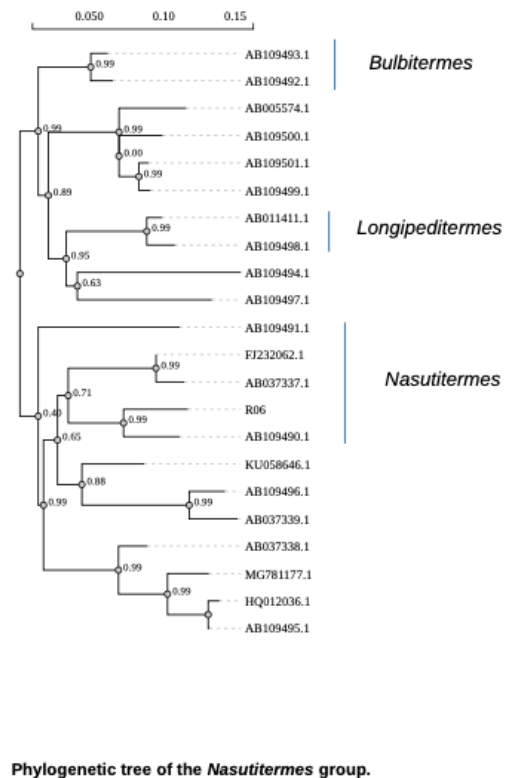 0.050 0.10 0.15
AB109493.1
0.99
Bulbitermes
AB109492.1
AB005574.1
0.99 0.99
AB109500.1
0.00
AB109501.1
0.99
AB109499.1
0.89
AB011411.1
0.99
Longipeditermes
AB109498.1
0.95
AB109494.1
0.63
AB109497.1
AB109491.1
FJ232062.1
0.99
AB037337.1
Nasutitermes
0.71
R06
0.40
0.99
AB109490.1
0.65
KU058646.1
0.88
AB109496.1
0.99 0.99
AB037339.1
AB037338.1
0.99
MG781177.1
0.99
HQ012036.1
AB109495.1
Phylogenetic tree of the Nasutitermes group.